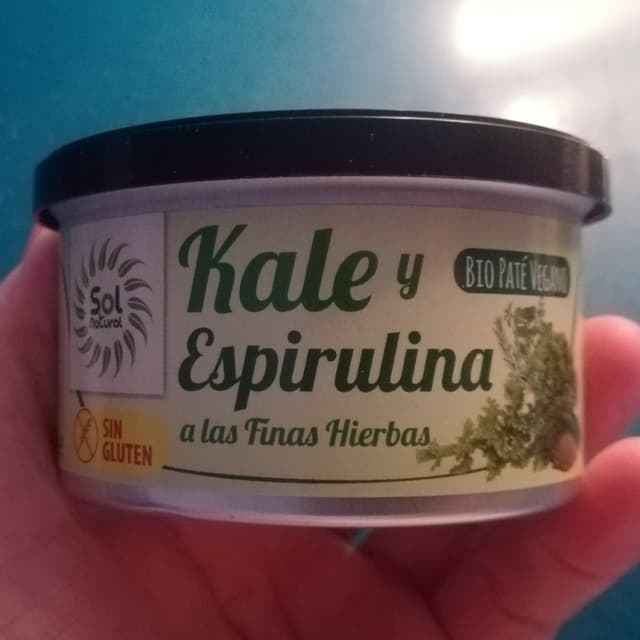 Sol
natural
Kale y
BIO PATÉ VEGANO
Espirulina
a las Finas Hierbas
SIN
GLUTEN